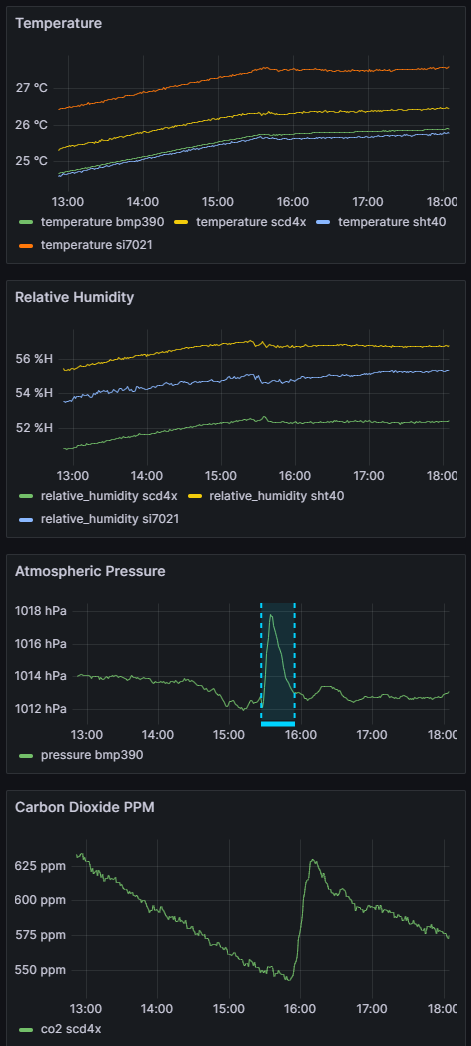 Temperature
27 °C
26 °C
25 °C
13:00 14:00 15:00 16:00 17:00 18:00
temperature bmp390 temperature scd4x temperature sht40
temperature si7021
Relative Humidity
56 %H
54 %H
52 %H
13:00 14:00 15:00 16:00 17:00 18:00
relative_humidity scd4x relative_humidity sht40
relative_humidity si7021
Atmospheric Pressure
1018 hPa
1016 hPa
1014 hPa
1012 hPa
13:00 14:00 15:00 16:00 17:00 18:00
pressure bmp390
Carbon Dioxide PPM
625 ppm
600 ppm
575 ppm
550 ppm
13:00 14:00 15:00 16:00 17:00 18:00
co2 scd4x